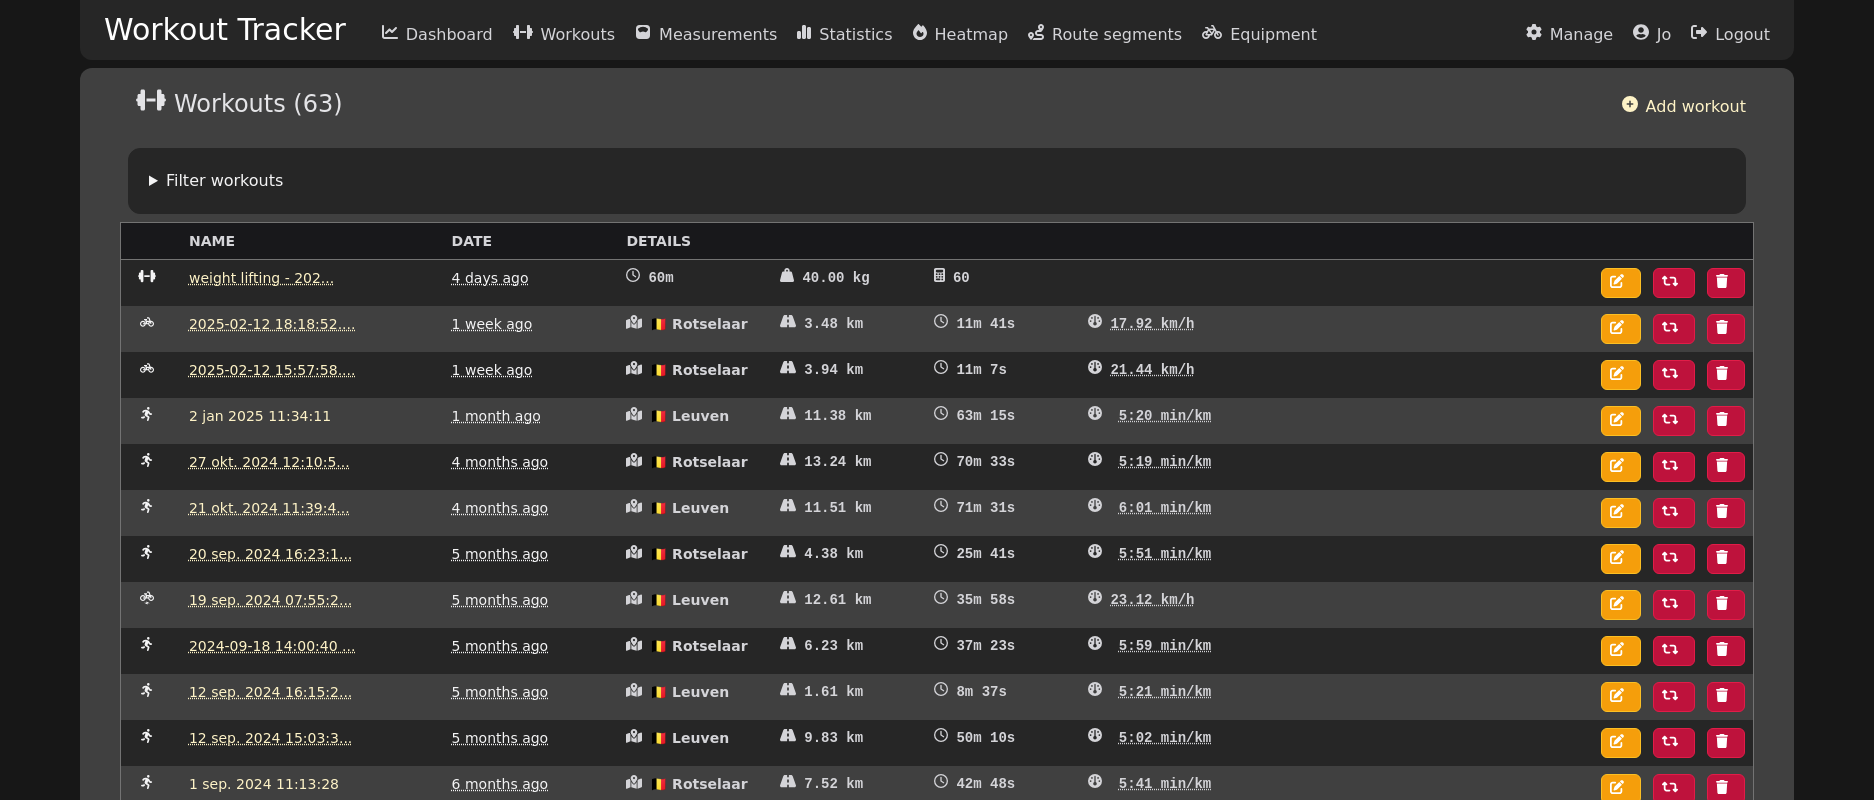 Workout Tracker Dashboard Workouts Measurements Statistics Heatmap Route segments Equipment Manage Jo Logout
Workouts (63) Add workout
Filter workouts
NAME DATE DETAILS
weight lifting - 202... 4 days ago 60m 40.00 kg 60
2025-02-12 18:18:52.... 1 week ago Rotselaar 3.48 km 11m 41s 17.92 km/h
2025-02-12 15:57:58.... 1 week ago Rotselaar 3.94 km 11m 7s 21.44 km/h
2 jan 2025 11:34:11 1 month ago Leuven 11.38 km 63m 15s 5:20 min/km
27 okt. 2024 12:10:5... 4 months ago Rotselaar 13.24 km 70m 33s 5:19 min/km
21 okt. 2024 11:39:4... 4 months ago Leuven 11.51 km 71m 31s 6:01 min/km
20 sep. 2024 16:23:1... 5 months ago Rotselaar 4.38 km 25m 41s 5:51 min/km
19 sep. 2024 07:55:2... 5 months ago Leuven 12.61 km 35m 58s 23.12 km/h
2024-09-18 14:00:40 ... 5 months ago Rotselaar 6.23 km 37m 23s 5:59 min/km
12 sep. 2024 16:15:2... 5 months ago Leuven 1.61 km 8m 37s 5:21 min/km
12 sep. 2024 15:03:3... 5 months ago Leuven 9.83 km 50m 10s 5:02 min/km
1 sep. 2024 11:13:28 6 months ago Rotselaar 7.52 km 42m 48s 5:41 min/km